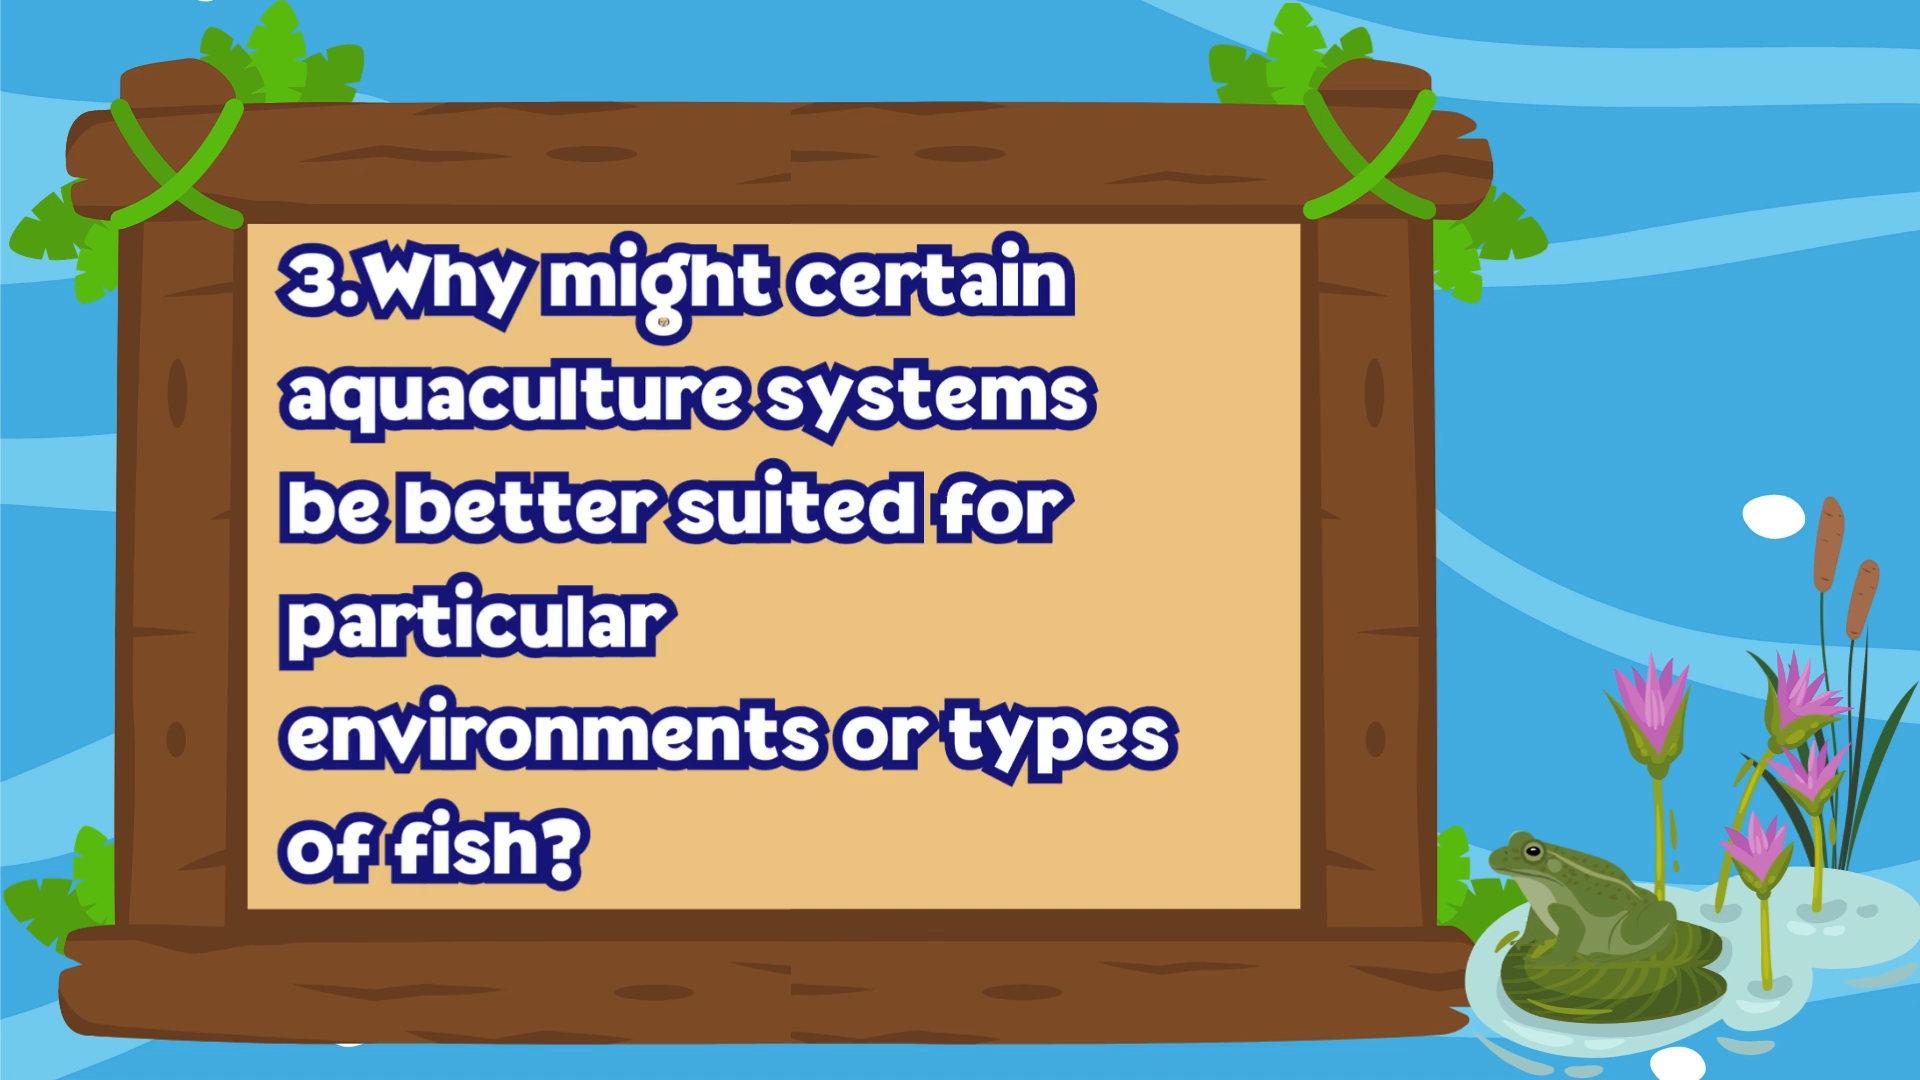 3.Why might certain
aquaculture systems
be better suited for
particular
environments or types
of fish?